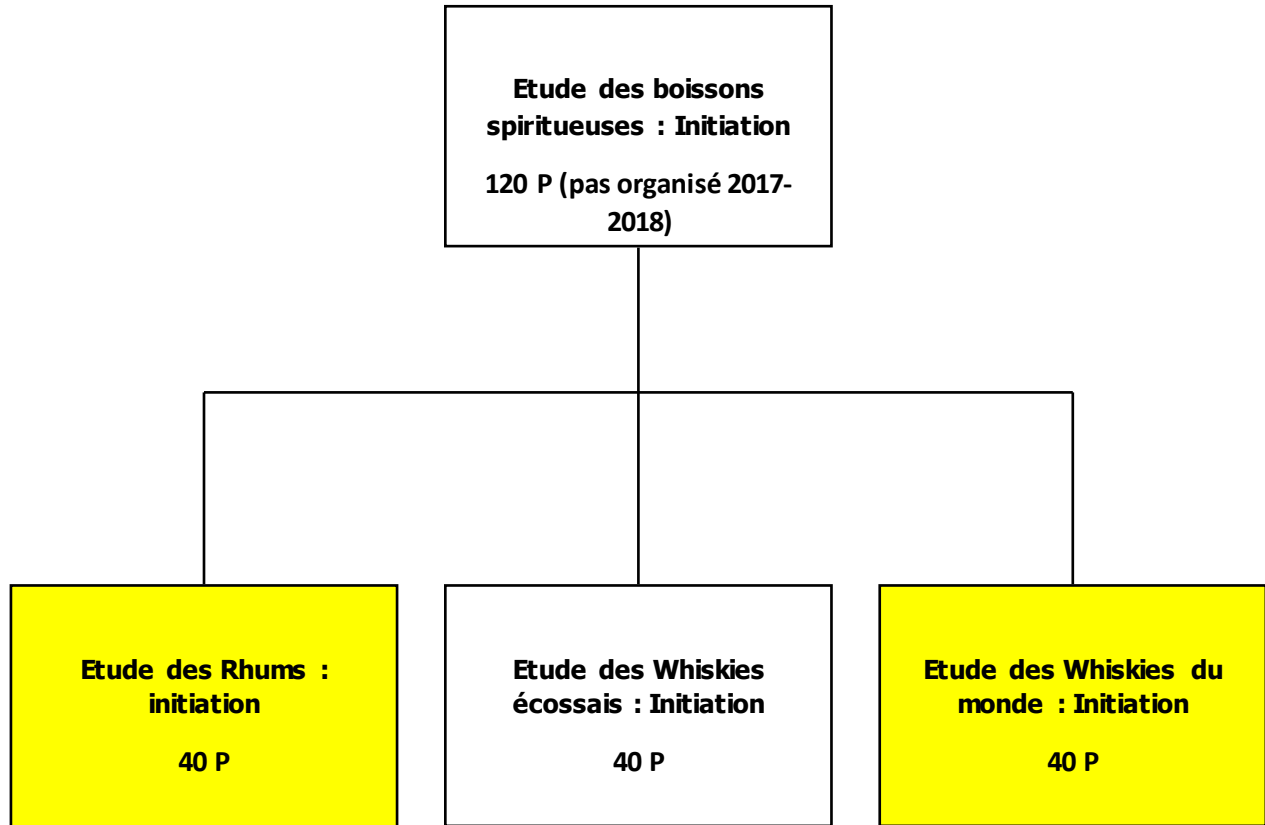 Etude des boissons
spiritueuses : Initiation
120 P (pas organisé 2017-
2018)
Etude des Rhums :
initiation
40 P
Etude des Whiskies
écossais : Initiation
40 P
Etude des Whiskies du
monde : Initiation
40 P